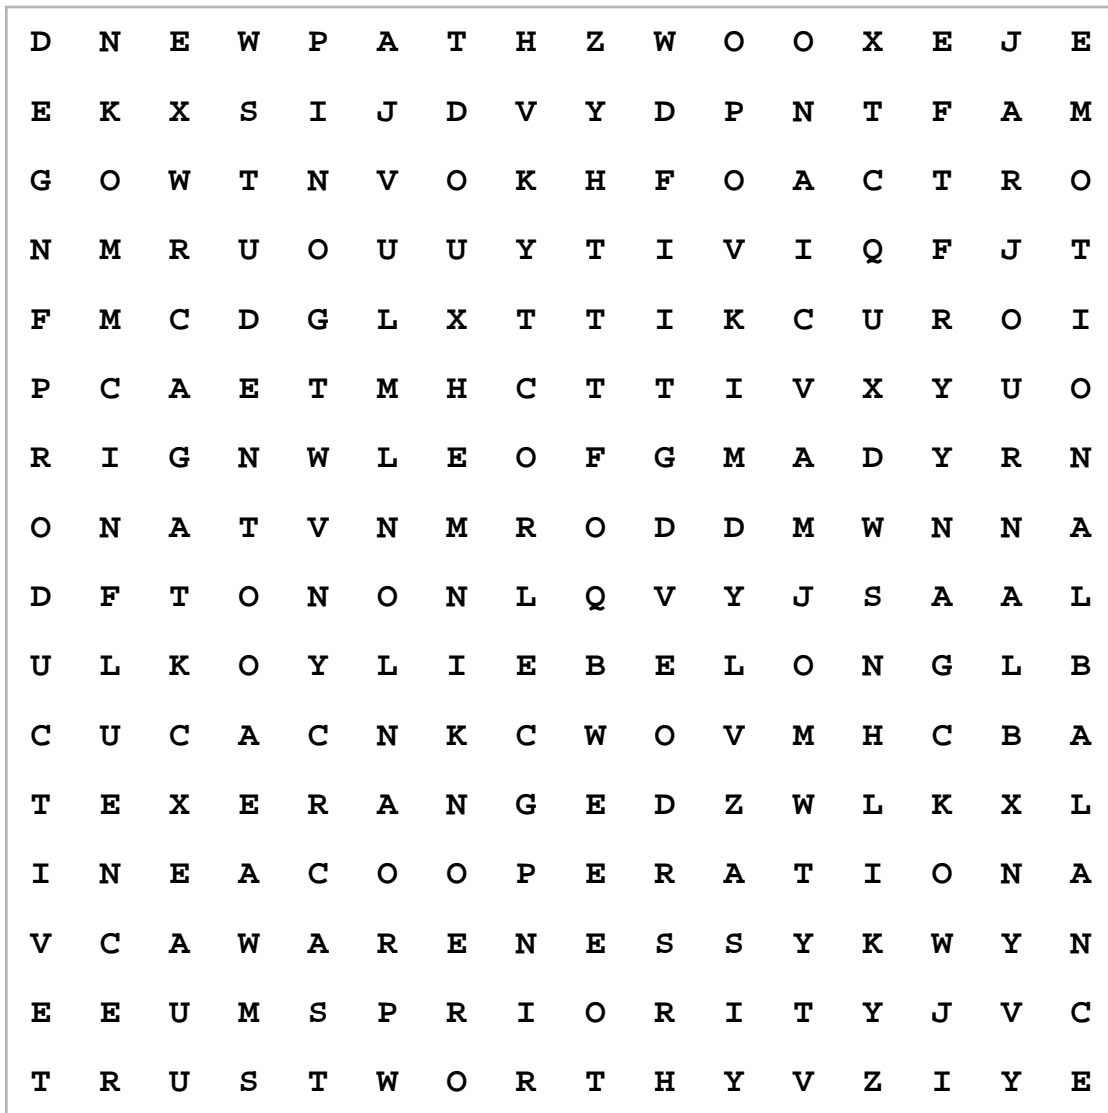 D N E W P A T H Z W O O X E J E
E K X S I J D V Y D P N T F A M
G O W T N V O K H F O A C T R O
N M R U O U U Y T I V I Q F J T
F M C D G L X T T I K C U R O I
P C A E T M H C T T I V X Y U O
R I G N W L E O F G M A D Y R N
O N A T V N M R O D D M W N N A
D F T O N O N L Q V Y J S A A L
U L K O Y L I E B E L O N G L B
C U C A C N K C W O V M H C B A
T E X E R A N G E D Z W L K X L
I N E A C O O P E R A T I O N A
V C A W A R E N E S S Y K W Y N
E E U M S P R I O R I T Y J V C
T R U S T W O R T H Y V Z I Y E